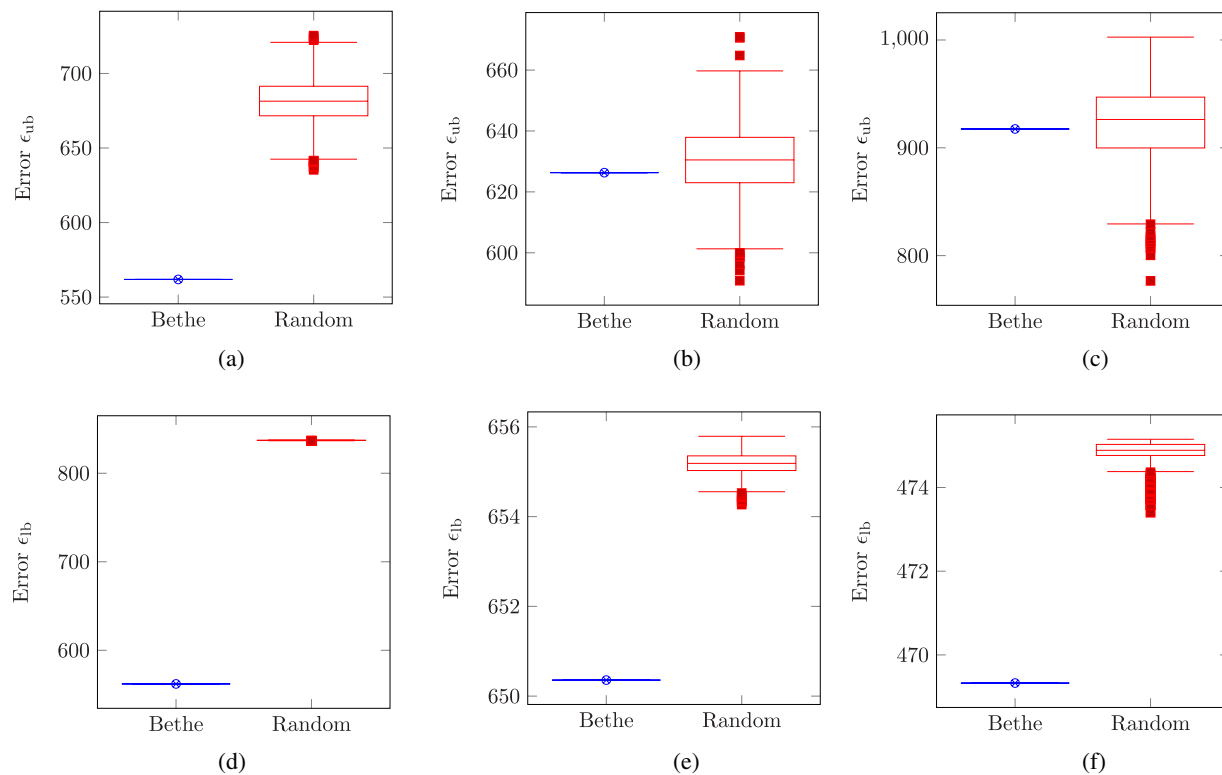 700
650
600
550
Error ϵub
Bethe
Random
(a)
660
640
620
600
Error ϵub
Bethe
Random
(b)
1,000
900
800
Error ϵub
Bethe
Random
(c)
800
700
600
Error ϵlb
Bethe
Random
(d)
656
654
652
650
Error ϵlb
Bethe
Random
(e)
474
472
470
Error ϵlb
Bethe
Random
(f)